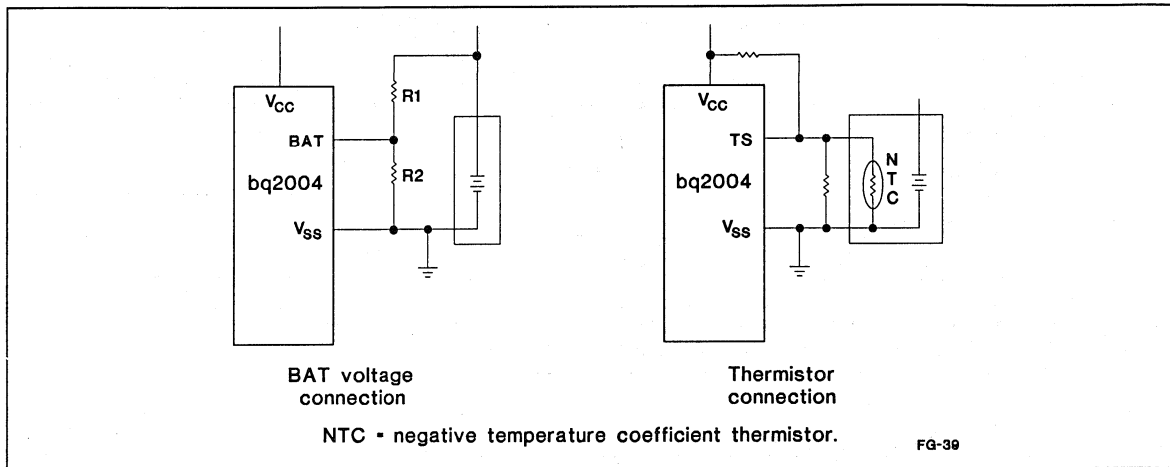 VCC
BAT
R1
R2
bq2004
VSS
BAT voltage
connection
VCC
TS
bq2004
VSS
N
T
C
Thermistor
connection
NTC - negative temperature coefficient thermistor.
FG-39